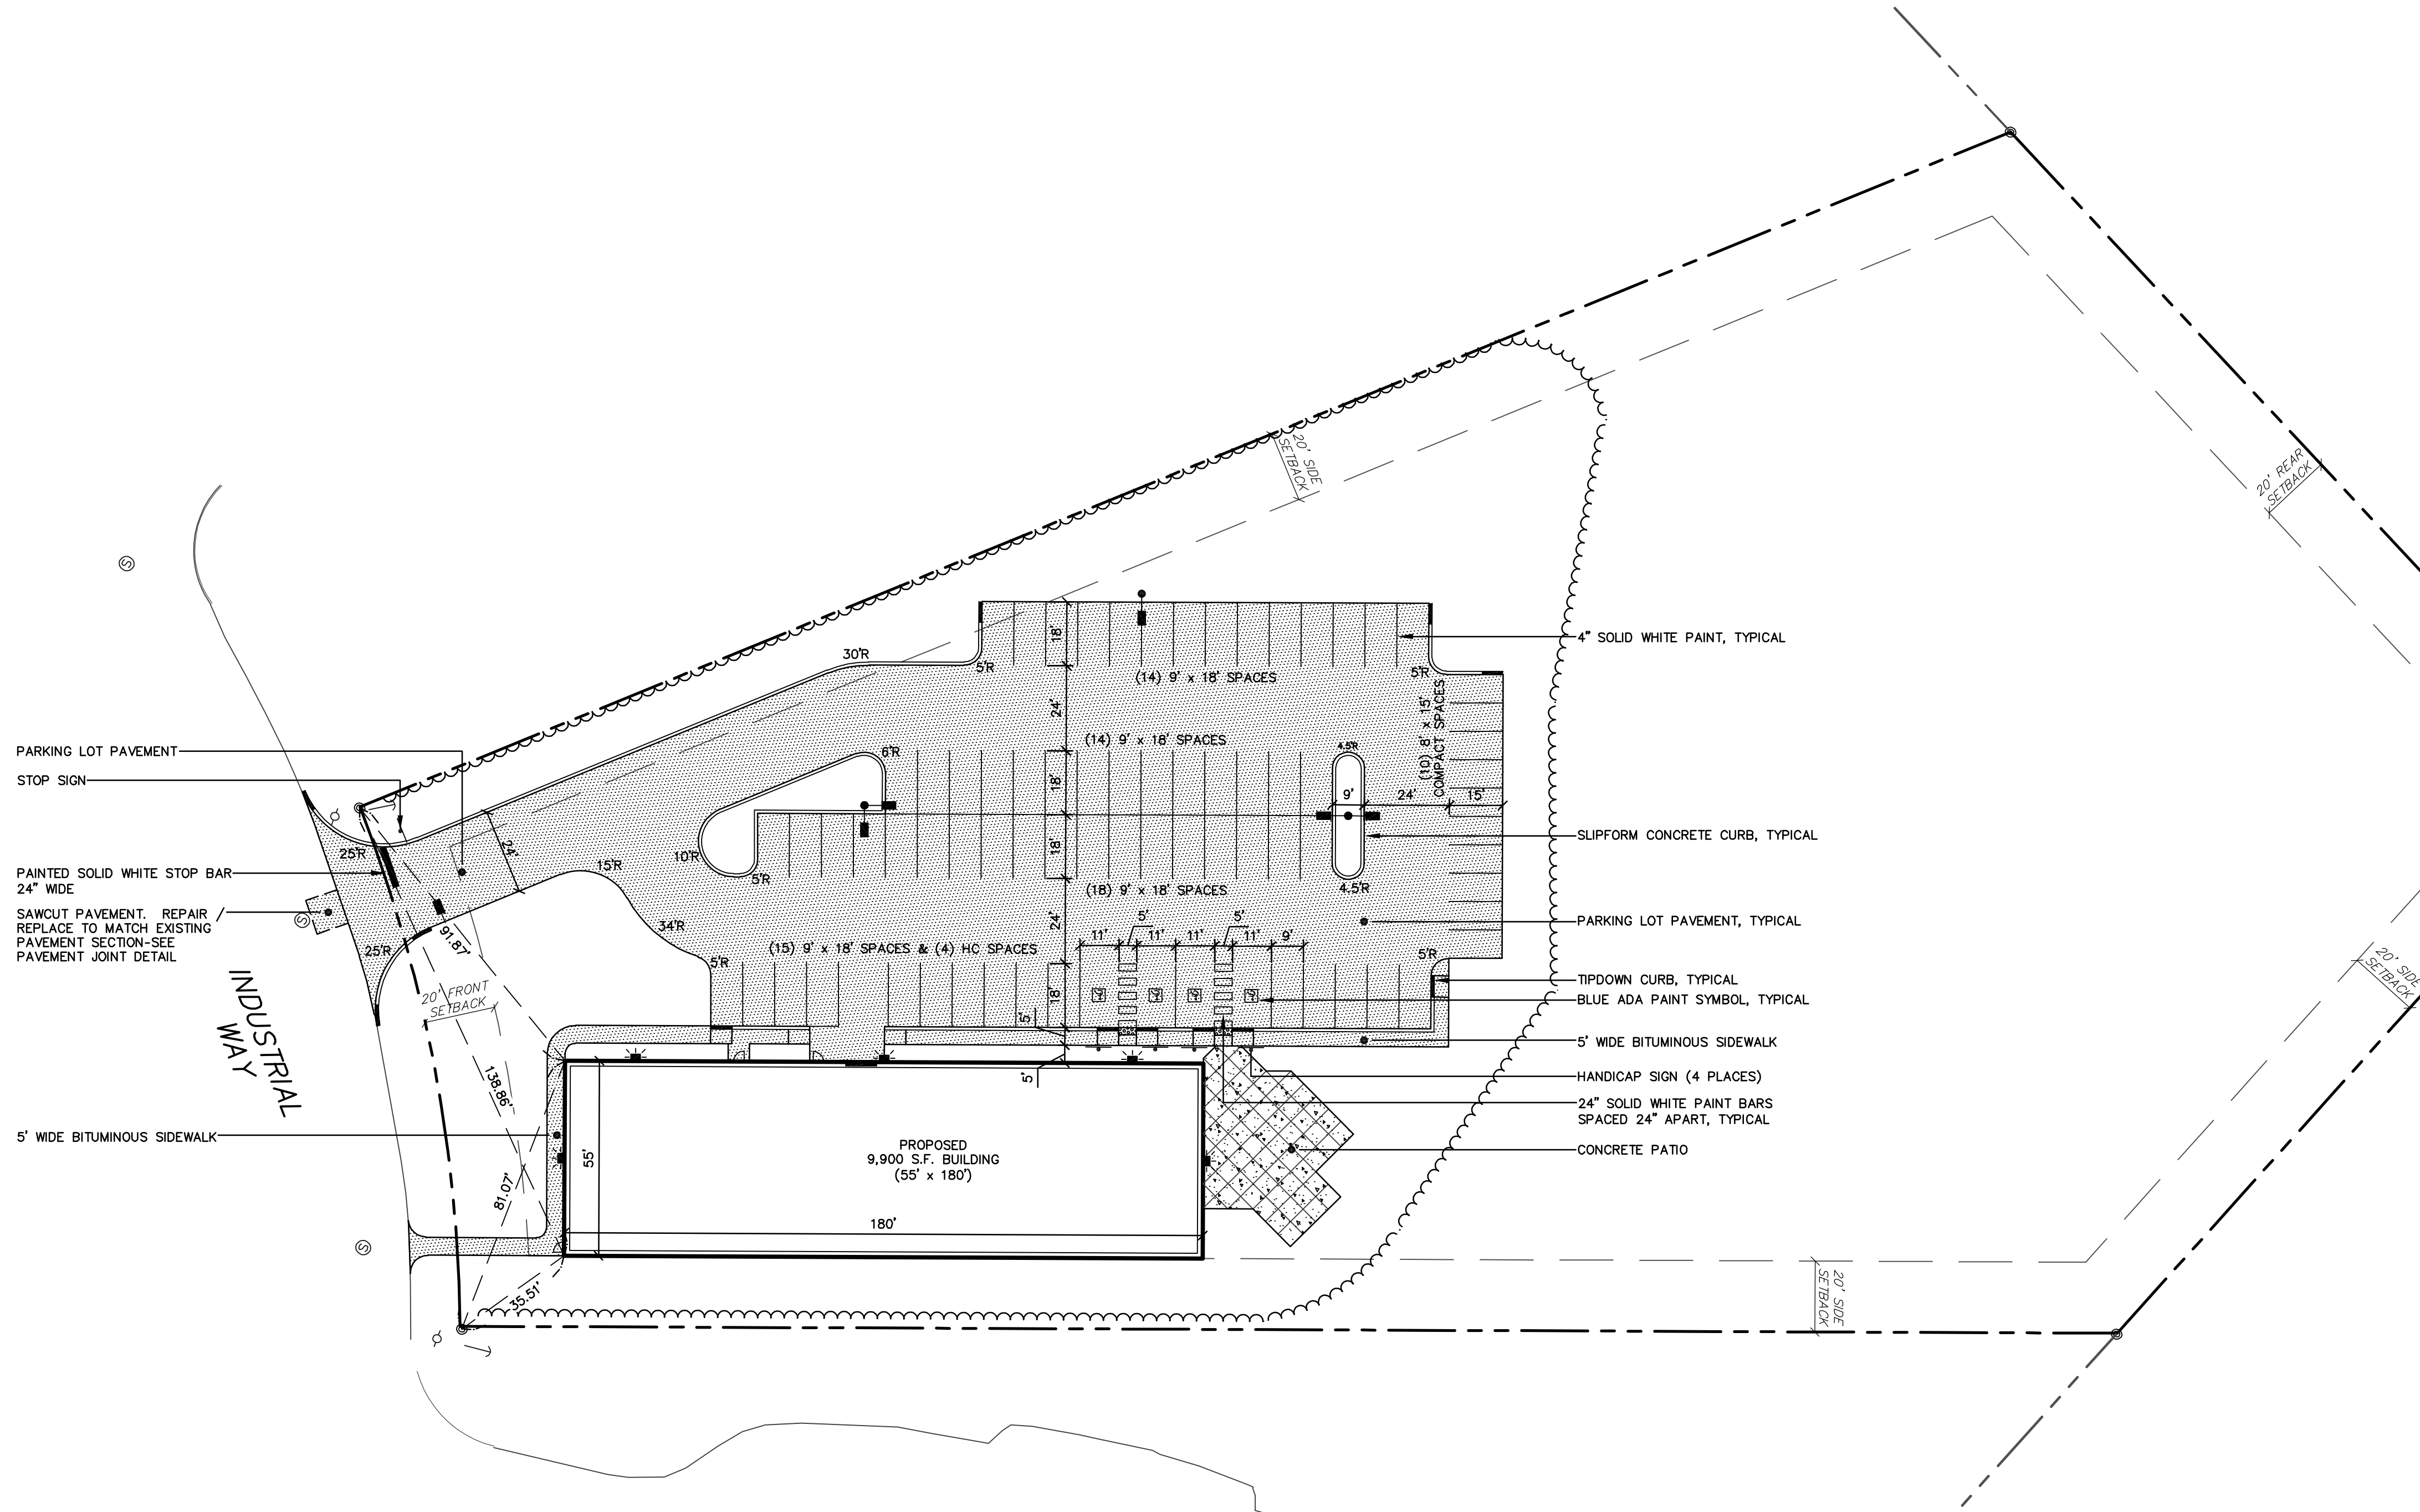 20' SIDE
SETBACK
20' REAR
SETBACK
18'
4" SOLID WHITE PAINT, TYPICAL
30'R
5'R
5'R
(14) 9' x 18' SPACES
24'
(10) 8' x 15'
COMPACT SPACES
(14) 9' x 18' SPACES
PARKING LOT PAVEMENT
6'R
4.5'R
STOP SIGN
18'
9'
24'
15'
SLIPFORM CONCRETE CURB, TYPICAL
25'R
24'
15'R
10'R
5'R
18'
PAINTED SOLID WHITE STOP BAR
24" WIDE
4.5'R
(18) 9' x 18' SPACES
SAWCUT PAVEMENT. REPAIR
REPLACE TO MATCH EXISTING
PAVEMENT SECTION-SEE
PAVEMENT JOINT DETAIL
S
S
S
34'R
24'
5'
5'
PARKING LOT PAVEMENT, TYPICAL
25'R
91.87'
(15) 9' x 18' SPACES & (4) HC SPACES
11'
11'
11'
11'
9'
5'R
5'R
20' SIDE
SETBACK
TIPDOWN CURB, TYPICAL
INDUSTRIAL
WAY
20' FRONT
SETBACK
18'
BLUE ADA PAINT SYMBOL, TYPICAL
5'
5' WIDE BITUMINOUS SIDEWALK
5'
HANDICAP SIGN (4 PLACES)
138.86'
24" SOLID WHITE PAINT BARS
SPACED 24" APART, TYPICAL
5' WIDE BITUMINOUS SIDEWALK
55'
PROPOSED
9,900 S.F. BUILDING
(55' x 180')
CONCRETE PATIO
81.07'
180'
35.51'
20' SIDE
SETBACK